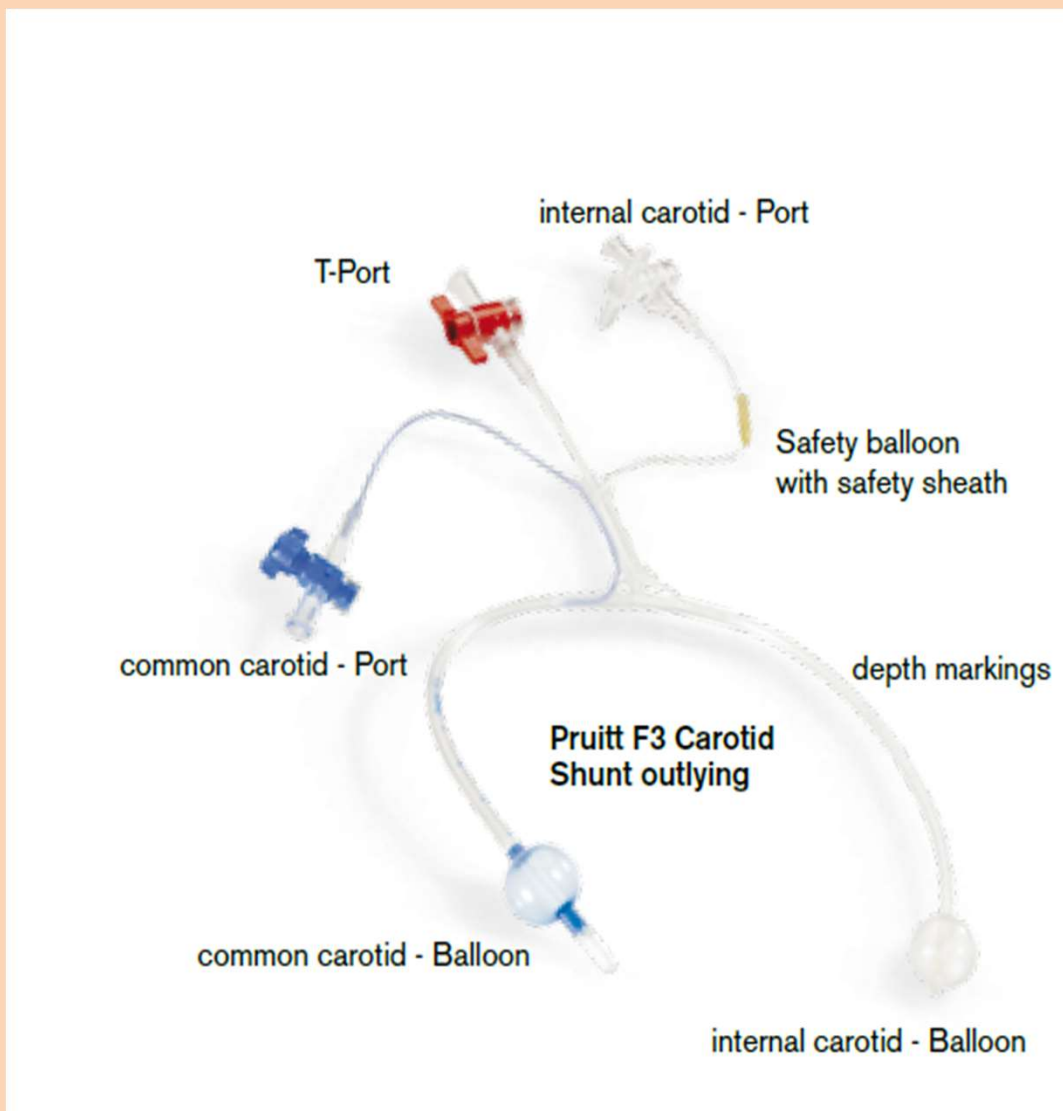 internal carotid - Port
T-Port
Safety balloon
with safety sheath
common carotid - Port
depth markings
Pruitt F3 Carotid
Shunt outlying
common carotid - Balloon
internal carotid - Balloon